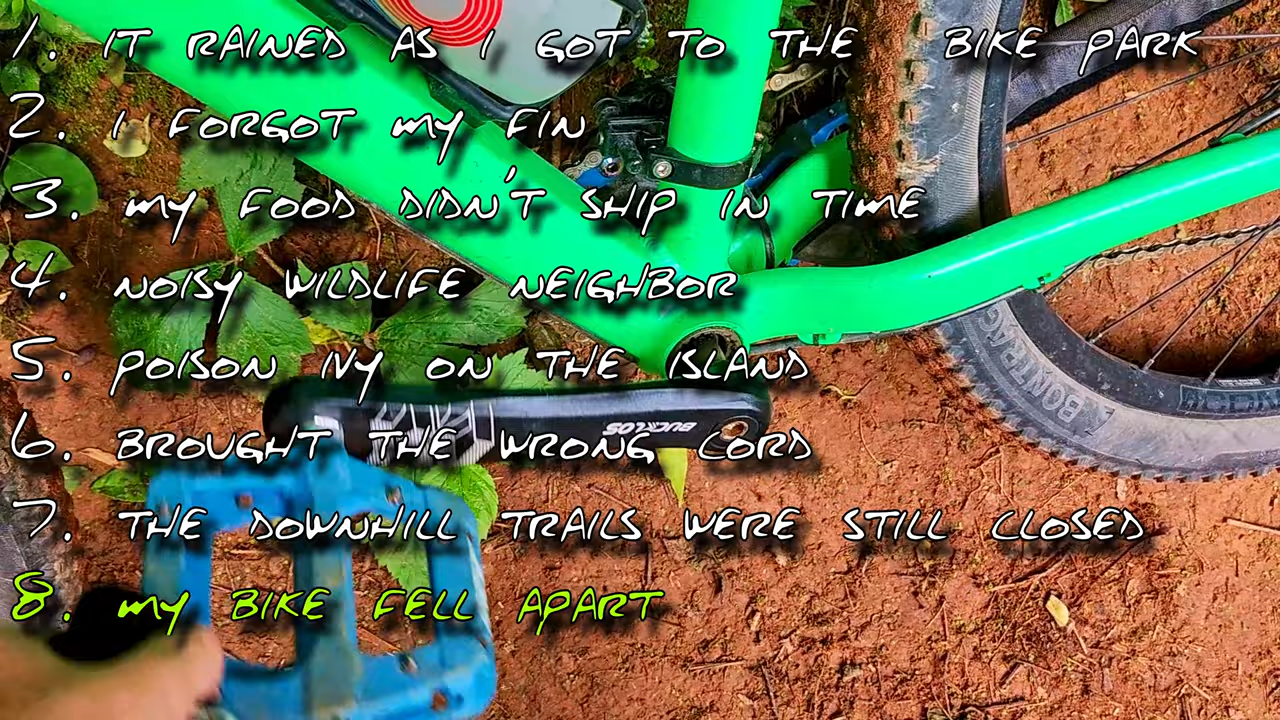 1. IT RAINED AS I GOT TO THE BIKE PARK
2. I FORGOT MY FIN
3. MY FOOD DIDN'T SHIP IN TIME
4. NOISY WILDLIFE NEIGHBOR
5. POISON IVY ON THE ISLAND
6. BROUGHT THE WRONG CORD
7. THE DOWNHILL TRAILS WERE STILL CLOSED
8. MY BIKE FELL APART
BUCKLOS
BONTRAG